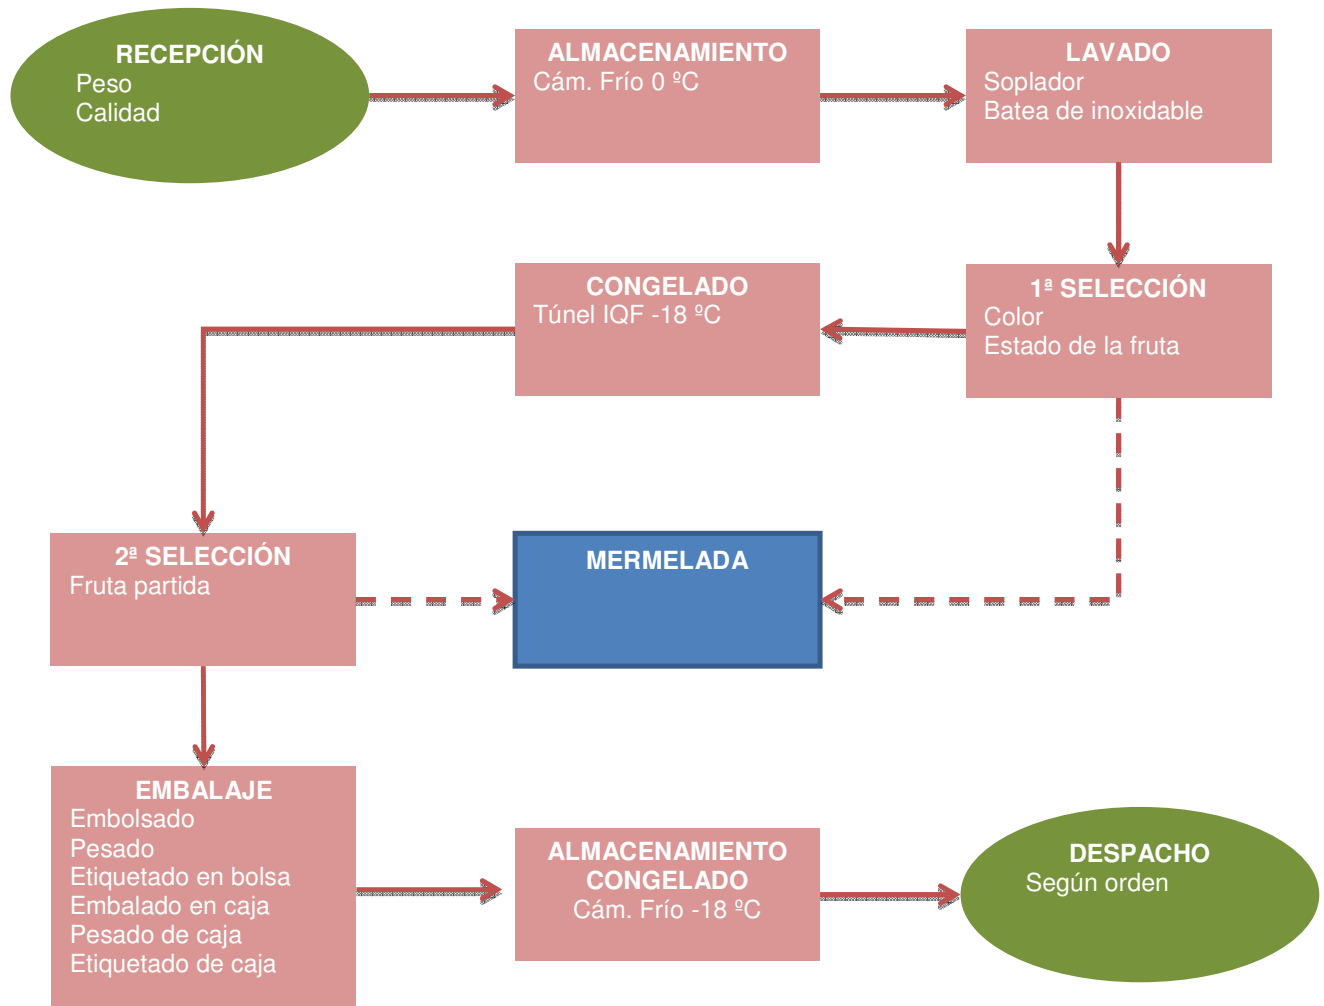 RECEPCIÓN
Peso
Calidad
ALMACENAMIENTO
Cám. Frío 0 ºC
LAVADO
Soplador
Batea de inoxidable
1ª SELECCIÓN
Color
Estado de la fruta
CONGELADO
Túnel IQF -18 ºC
2ª SELECCIÓN
Fruta partida
MERMELADA
EMBALAJE
Embolsado
Pesado
Etiquetado en bolsa
Embalado en caja
Pesado de caja
Etiquetado de caja
ALMACENAMIENTO
CONGELADO
Cám. Frío -18 ºC
DESPACHO
Según orden